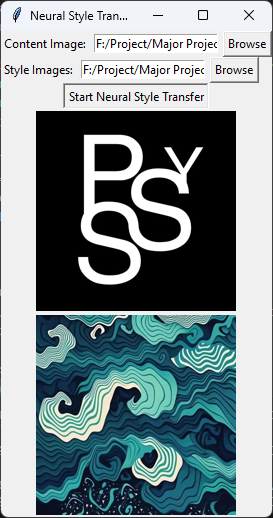 Neural Style Tran...
Content Image: F:/Project/Major Projec Browse
Style Images: F:/Project/Major Projec Browse
Start Neural Style Transfer
PSY
S